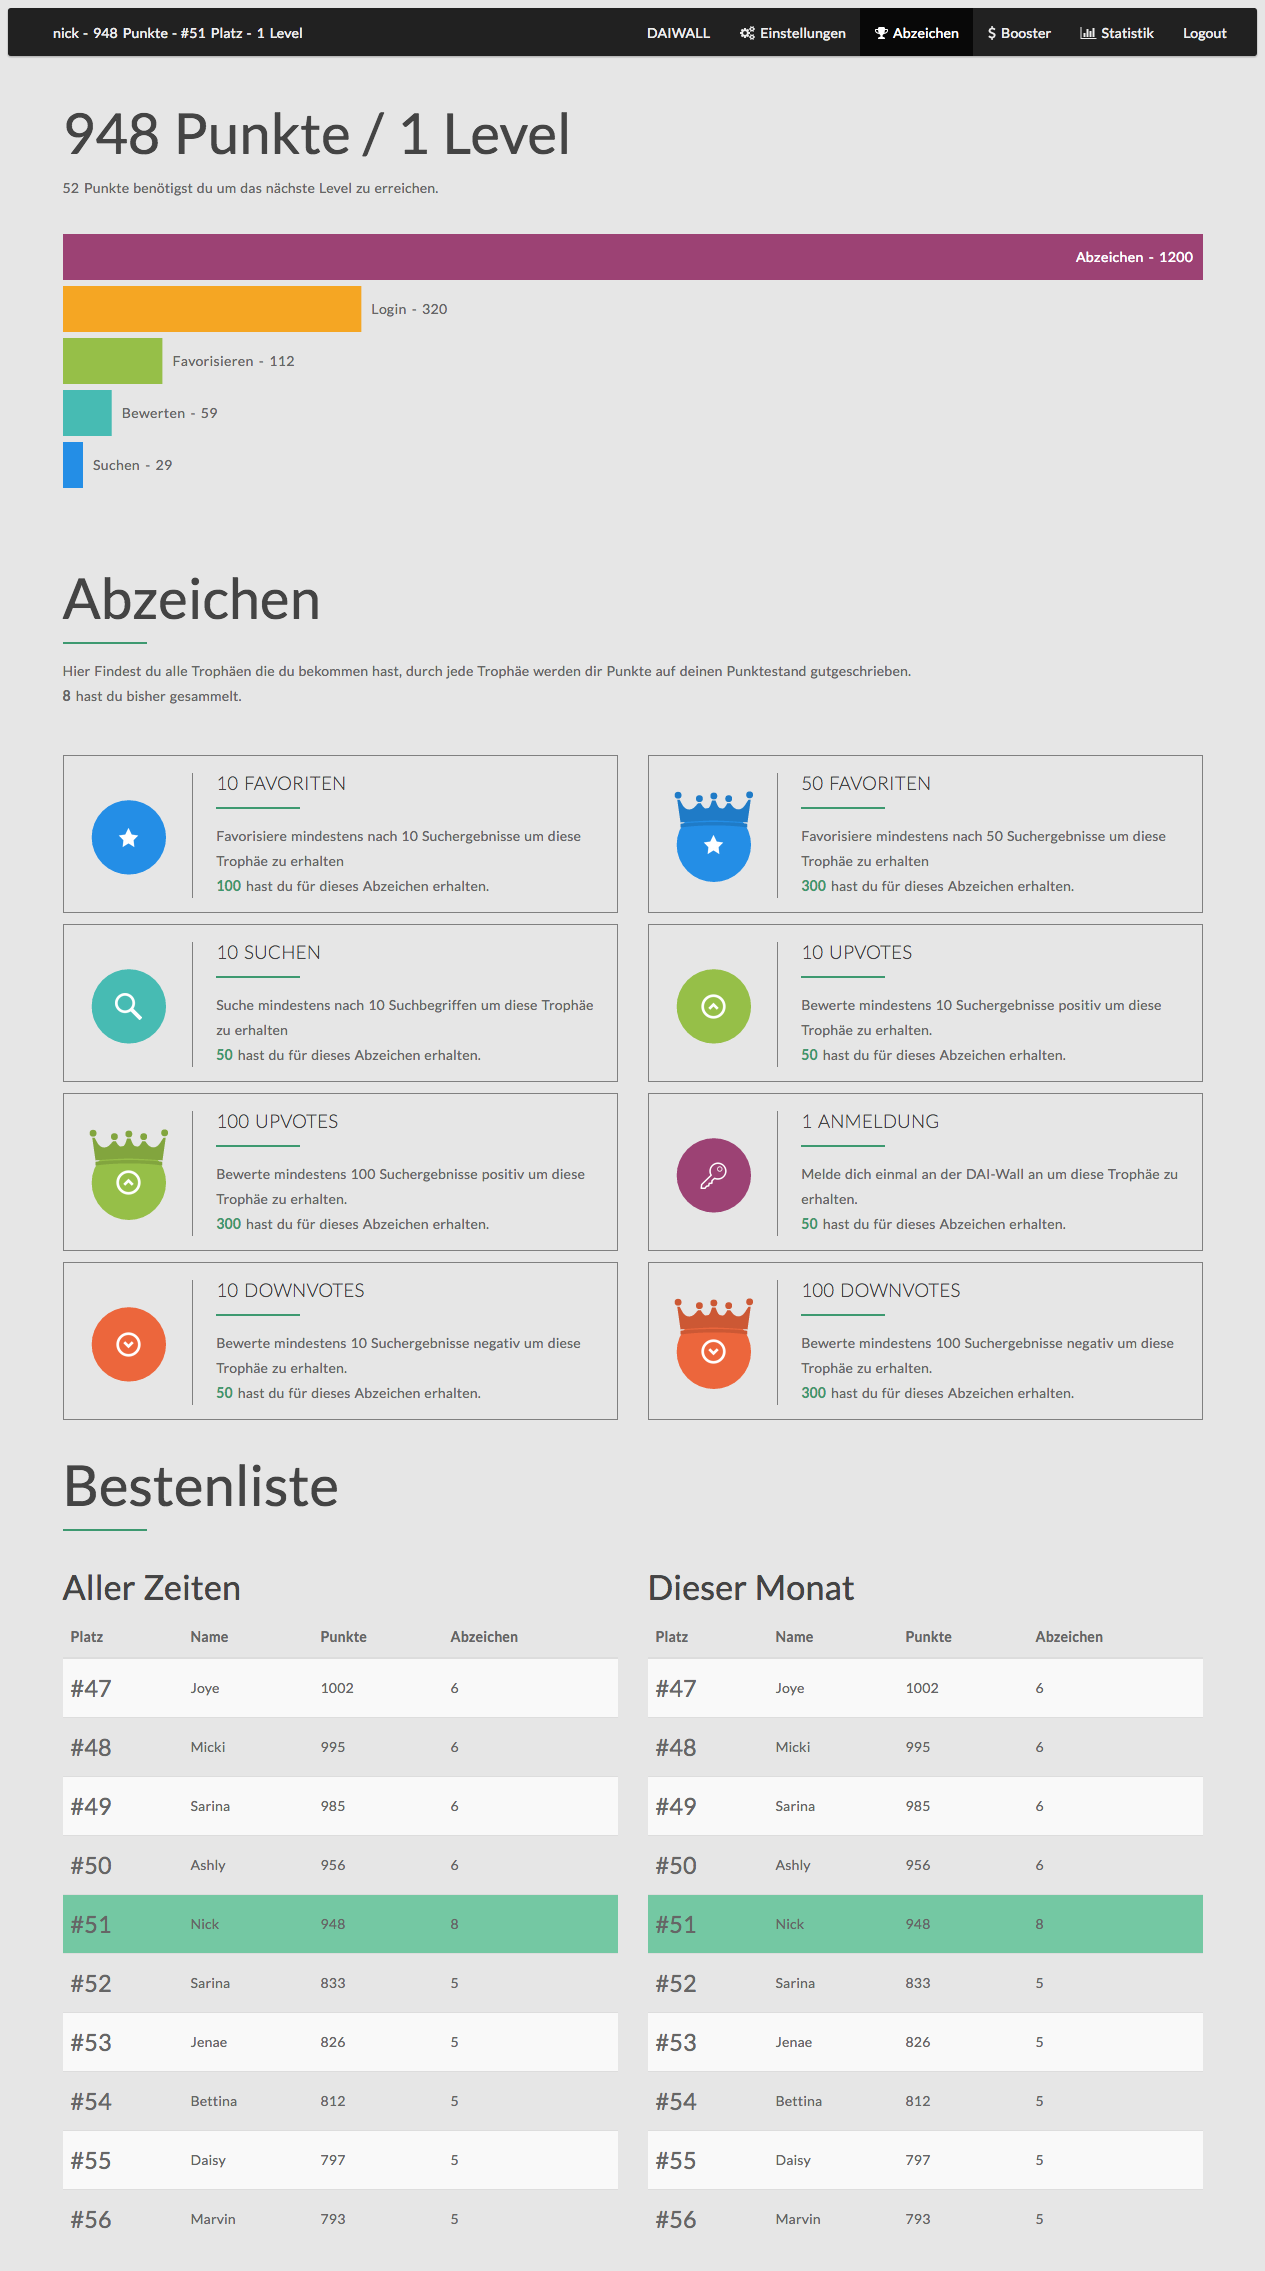 nick - 948 Punkte - #51 Platz - 1 Level
DAIWALL Einstellungen Abzeichen $ Booster Statistik Logout
948 Punkte / 1 Level
52 Punkte benötigst du um das nächste Level zu erreichen.
Abzeichen - 1200
Login - 320
Favorisieren - 112
Bewerten - 59
Suchen - 29
Abzeichen
Hier Findest du alle Trophäen die du bekommen hast, durch jede Trophäe werden dir Punkte auf deinen Punktestand gutgeschrieben.
8 hast du bisher gesammelt.
10 FAVORITEN
Favorisiere mindestens nach 10 Suchergebnisse um diese
Trophäe zu erhalten
100 hast du für dieses Abzeichen erhalten.
50 FAVORITEN
Favorisiere mindestens nach 50 Suchergebnisse um diese
Trophäe zu erhalten
300 hast du für dieses Abzeichen erhalten.
10 SUCHEN
Suche mindestens nach 10 Suchbegriffen um diese Trophäe
zu erhalten
50 hast du für dieses Abzeichen erhalten.
10 UPVOTES
Bewerte mindestens 10 Suchergebnisse positiv um diese
Trophäe zu erhalten.
50 hast du für dieses Abzeichen erhalten.
100 UPVOTES
Bewerte mindestens 100 Suchergebnisse positiv um diese
Trophäe zu erhalten.
300 hast du für dieses Abzeichen erhalten.
1 ANMELDUNG
Melde dich einmal an der DAI-Wall an um diese Trophäe zu
erhalten.
50 hast du für dieses Abzeichen erhalten.
10 DOWNVOTES
Bewerte mindestens 10 Suchergebnisse negativ um diese
Trophäe zu erhalten.
50 hast du für dieses Abzeichen erhalten.
100 DOWNVOTES
Bewerte mindestens 100 Suchergebnisse negativ um diese
Trophäe zu erhalten.
300 hast du für dieses Abzeichen erhalten.
Bestenliste
Aller Zeiten
Platz Name Punkte Abzeichen
#47 Joye 1002 6
#48 Micki 995 6
#49 Sarina 985 6
#50 Ashly 956 6
#51 Nick 948 8
#52 Sarina 833 5
#53 Jenae 826 5
#54 Bettina 812 5
#55 Daisy 797 5
#56 Marvin 793 5
Dieser Monat
Platz Name Punkte Abzeichen
#47 Joye 1002 6
#48 Micki 995 6
#49 Sarina 985 6
#50 Ashly 956 6
#51 Nick 948 8
#52 Sarina 833 5
#53 Jenae 826 5
#54 Bettina 812 5
#55 Daisy 797 5
#56 Marvin 793 5